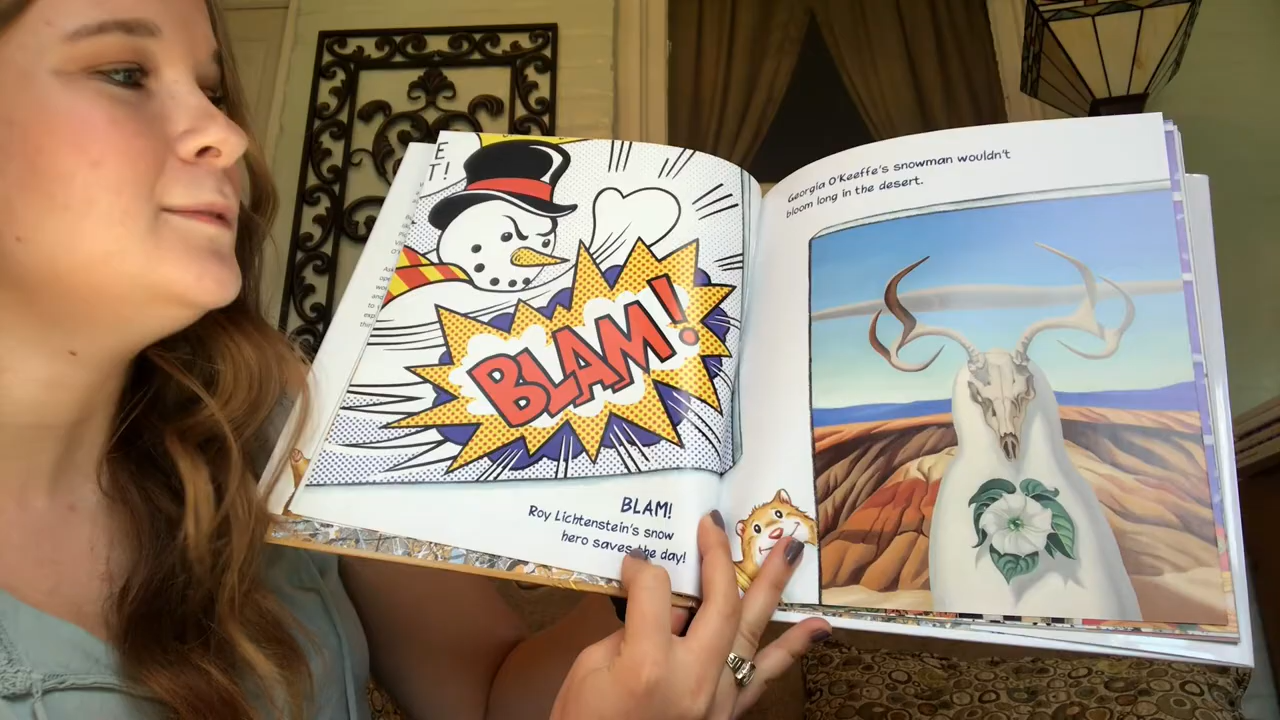 E
T!
BLAM!
BLAM!
Roy Lichtenstein's snow
hero saves the day!
Georgia O'Keeffe's snowman wouldn't
bloom long in the desert.